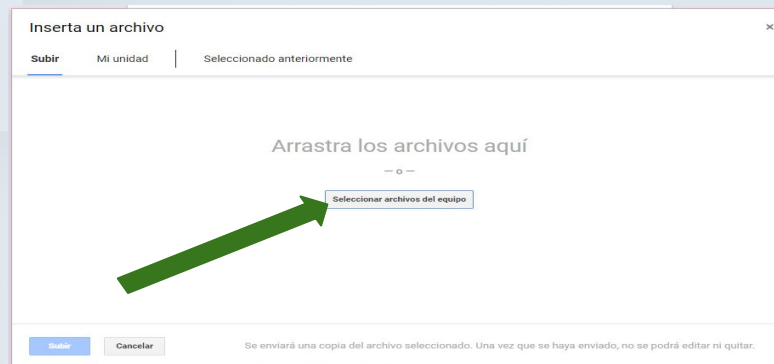 Inserta un archivo
×
Subir Mi unidad Seleccionado anteriormente
Arrastra los archivos aquí
— o —
Seleccionar archivos del equipo
Subir Cancelar Se enviará una copia del archivo seleccionado. Una vez que se haya enviado, no se podrá editar ni quitar.